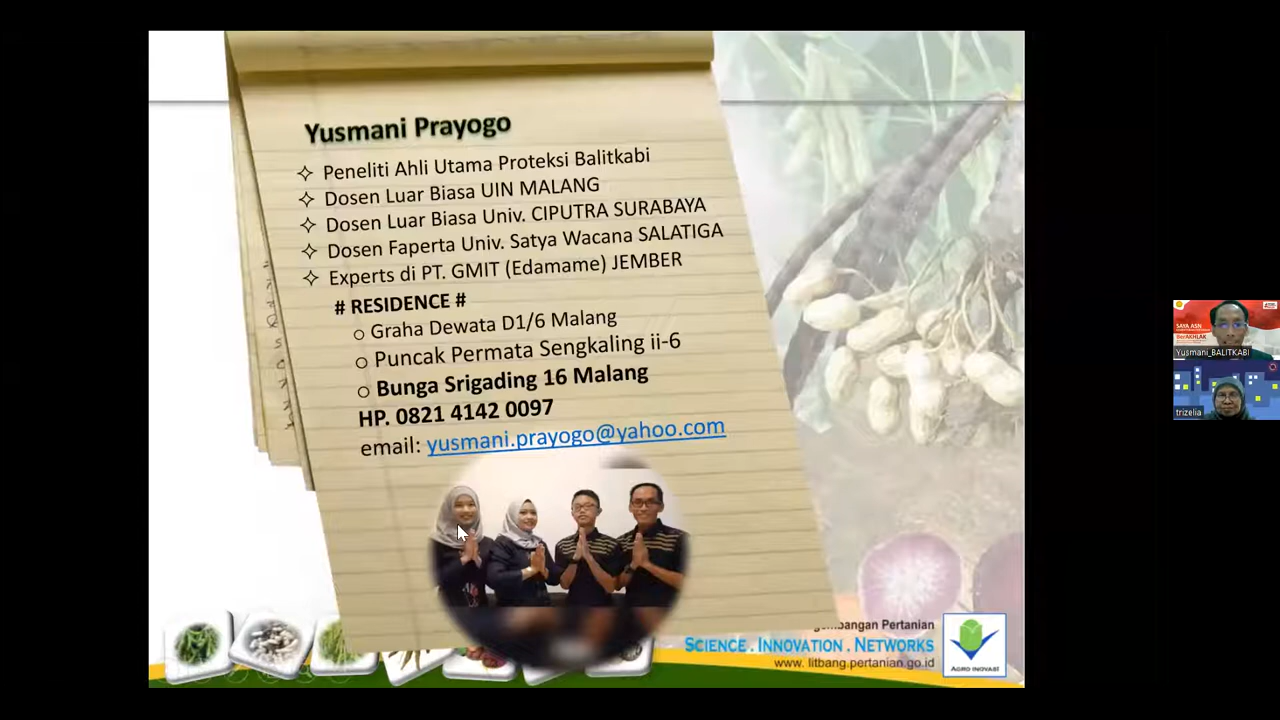 Yusmani Prayogo
Peneliti Ahli Utama Proteksi Balitkabi
Dosen Luar Biasa UIN MALANG
Dosen Luar Biasa Univ. CIPUTRA SURABAYA
Dosen Faperta Univ. Satya Wacana SALATIGA
Experts di PT. GMIT (Edamame) JEMBER
# RESIDENCE #
Graha Dewata D1/6 Malang
Puncak Permata Sengkaling ii-6
Bunga Srigading 16 Malang
HP. 0821 4142 0097
email: yusmani.prayogo@yahoo.com
Pertanian
SCIENCE . INNOVATION . NETWORKS
www. litbang.pertanian.go.id
AGRO INOVASI
SAYA ASN
Yusmani_BALITKABI
trizelia